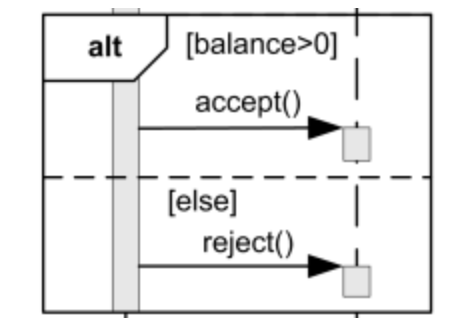 alt
[balance>0]
accept()
[else]
reject()